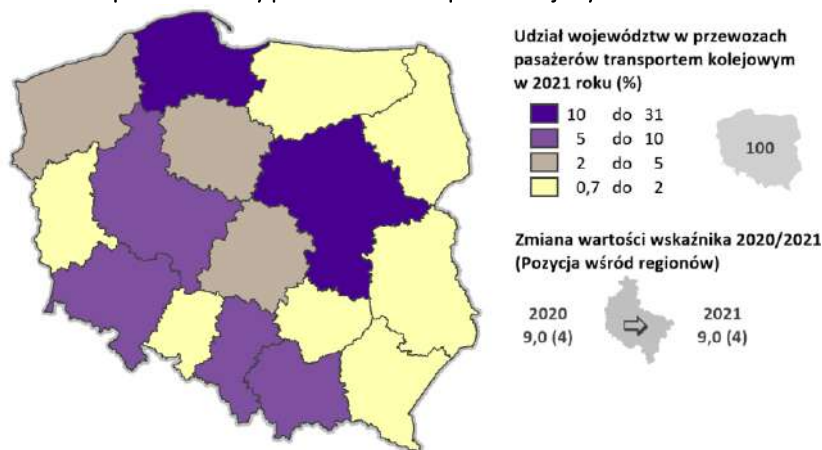 Udział województw w przewozach
pasażerów transportem kolejowym
w 2021 roku (%)
10 do 31
5 do 10
2 do 5
0,7 do 2
100
Zmiana wartości wskaźnika 2020/2021
(Pozycja wśród regionów)
2020
9,0 (4)
2021
9,0 (4)